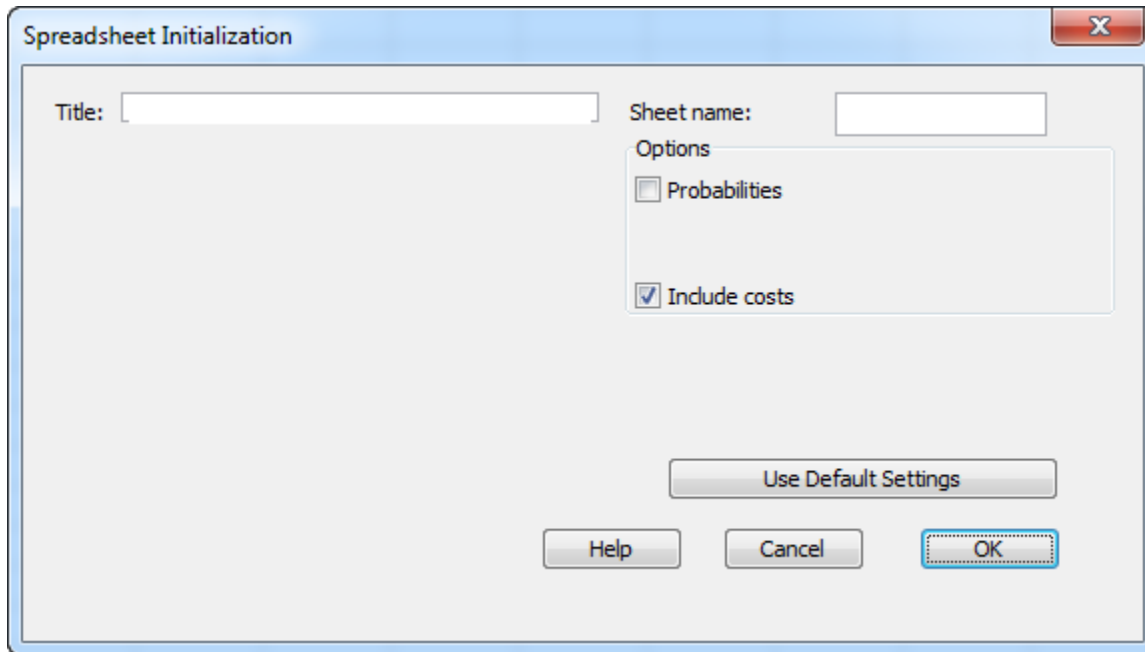 Spreadsheet Initialization
Title:
Sheet name:
Options
Probabilities
Include costs
Use Default Settings
Help
Cancel
OK